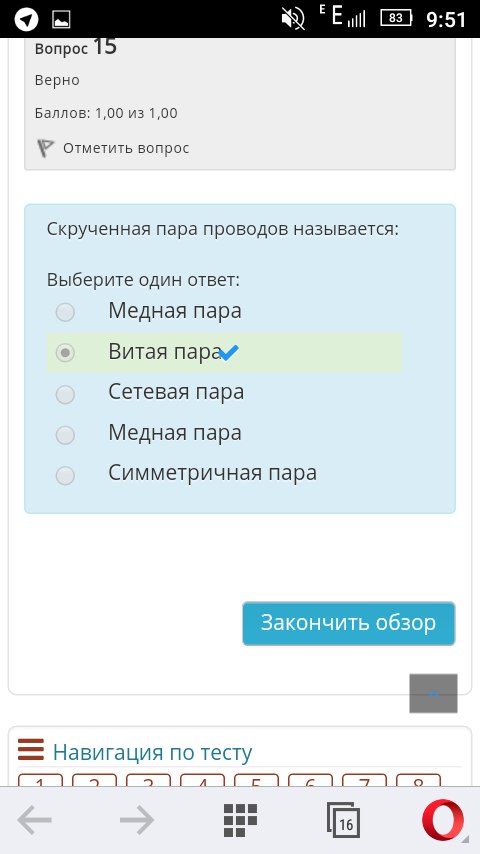 E E 83 9:51
Вопрос 15
Верно
Баллов: 1,00 из 1,00
Отметить вопрос
Скрученная пара проводов называется:
Выберите один ответ:
Медная пара
Витая пара
Сетевая пара
Медная пара
Симметричная пара
Закончить обзор
Навигация по тесту
1 2 3 4 5 6 7 8
16